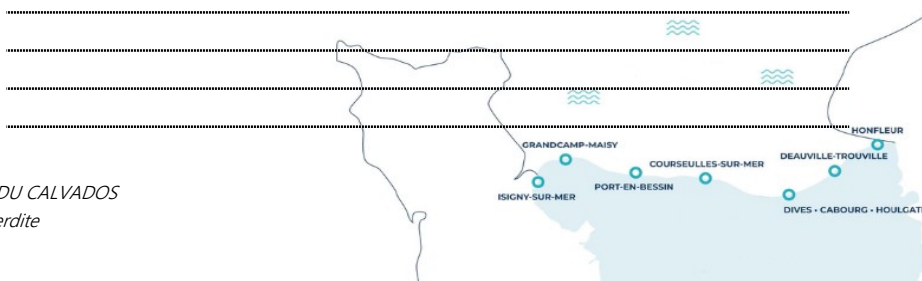 HONFLEUR
GRANDCAMP-MAISY
DEAUVILLE-TROUVILLE
COURSEULLES-SUR-MER
PORT-EN-BESSIN
ISIGNY-SUR-MER
DIVES • CABOURG • HOULGAT
DU CALVADOS
erdite